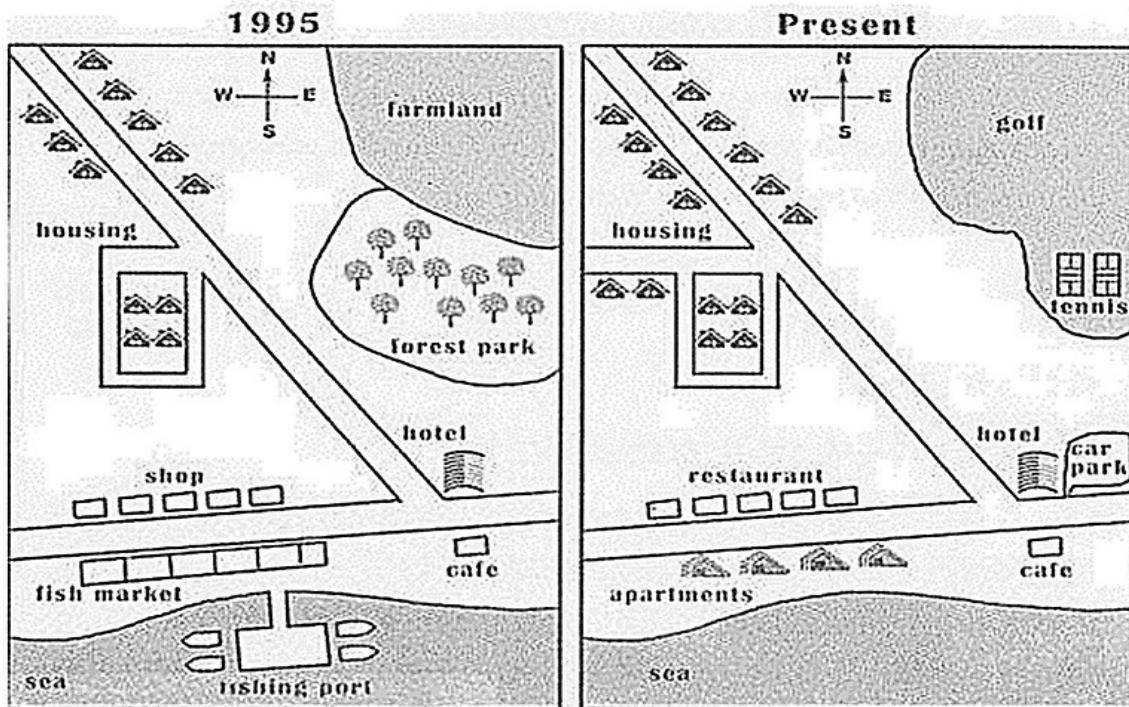 1995
N
W E
S
farmland
housing
forest park
hotel
shop
fish market
cafe
sea
fishing port
Present
N
W E
S
golf
housing
tennis
hotel
car
park
restaurant
apartments
cafe
sea